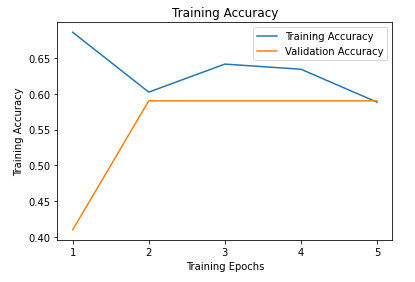 Training Accuracy
Training Accuracy
Validation Accuracy
Training Accuracy
0.65
0.60
0.55
0.50
0.45
0.40
1 2 3 4 5
Training Epochs